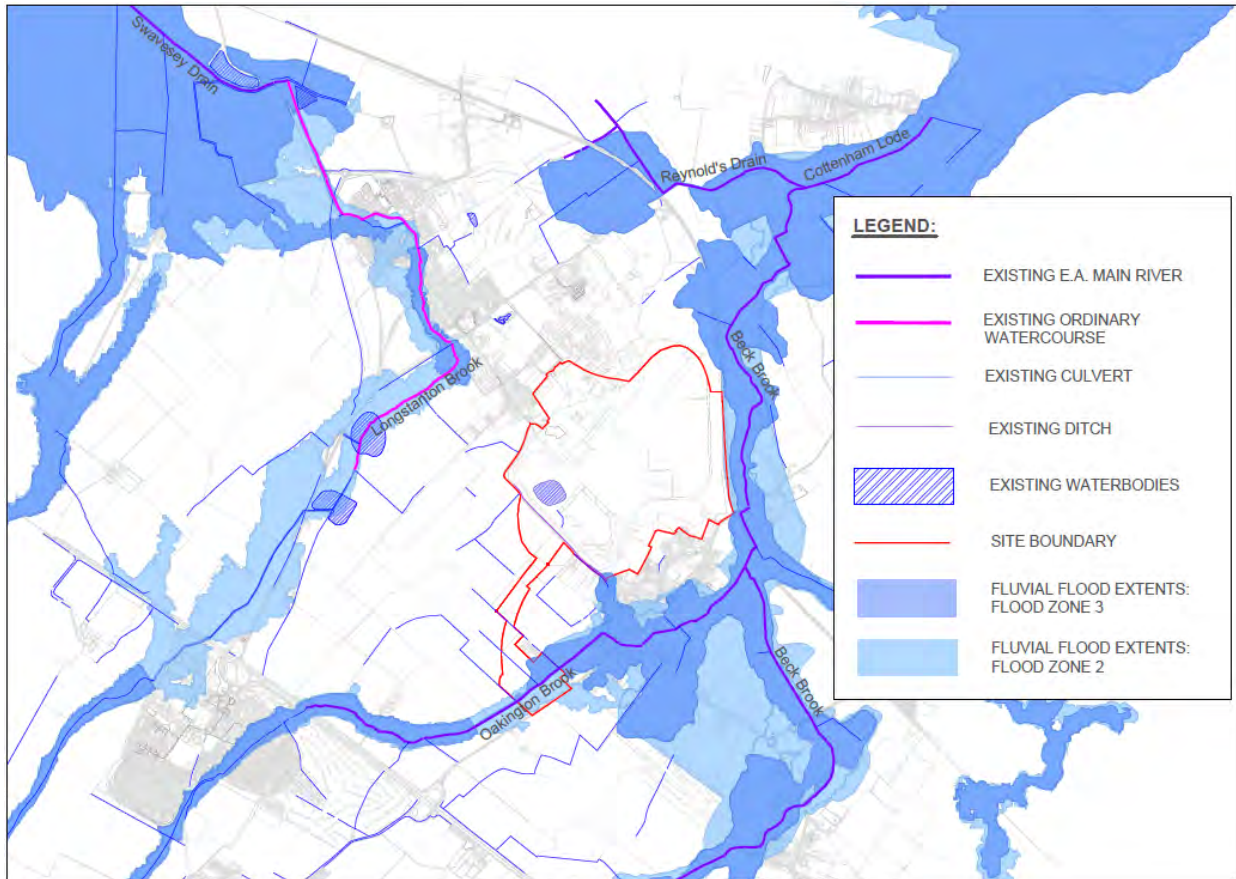 Swavesey Drain
Reynold's Drain
Cottenham Lode
Beck Brook
Longstanton Brook
Oakington Brook
Beck Brook
LEGEND:
EXISTING E.A. MAIN RIVER
EXISTING ORDINARY
WATERCOURSE
EXISTING CULVERT
EXISTING DITCH
EXISTING WATERBODIES
SITE BOUNDARY
FLUVIAL FLOOD EXTENTS:
FLOOD ZONE 3
FLUVIAL FLOOD EXTENTS:
FLOOD ZONE 2